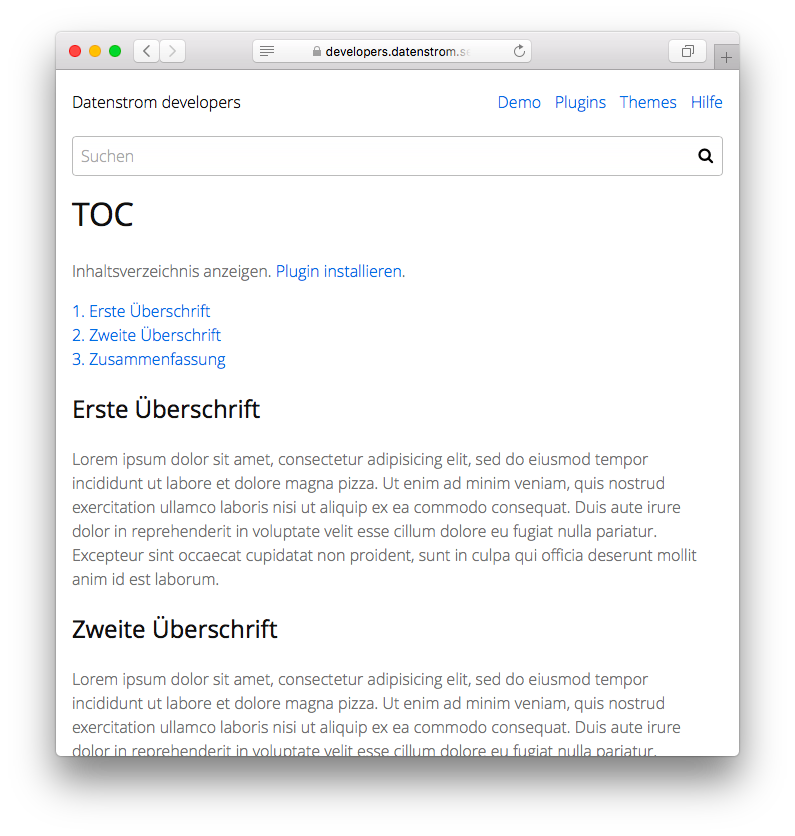 developers.datenstrom.se
Datenstrom developers
Demo Plugins Themes Hilfe
Suchen
TOC
Inhaltsverzeichnis anzeigen. Plugin installieren.
1. Erste Überschrift
2. Zweite Überschrift
3. Zusammenfassung
Erste Überschrift
Lorem ipsum dolor sit amet, consectetur adipisicing elit, sed do eiusmod tempor
incididunt ut labore et dolore magna pizza. Ut enim ad minim veniam, quis nostrud
exercitation ullamco laboris nisi ut aliquip ex ea commodo consequat. Duis aute irure
dolor in reprehenderit in voluptate velit esse cillum dolore eu fugiat nulla pariatur.
Excepteur sint occaecat cupidatat non proident, sunt in culpa qui officia deserunt mollit
anim id est laborum.
Zweite Überschrift
Lorem ipsum dolor sit amet, consectetur adipisicing elit, sed do eiusmod tempor
incididunt ut labore et dolore magna pizza. Ut enim ad minim veniam, quis nostrud
exercitation ullamco laboris nisi ut aliquip ex ea commodo consequat. Duis aute irure
dolor in reprehenderit in voluptate velit esse cillum dolore eu fugiat nulla pariatur.